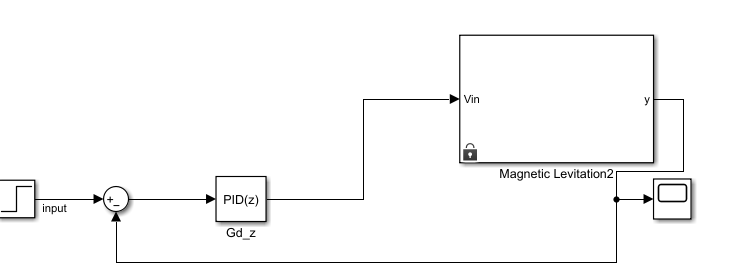 Vin
y
Magnetic Levitation2
input
+
_
PID(z)
Gd_z